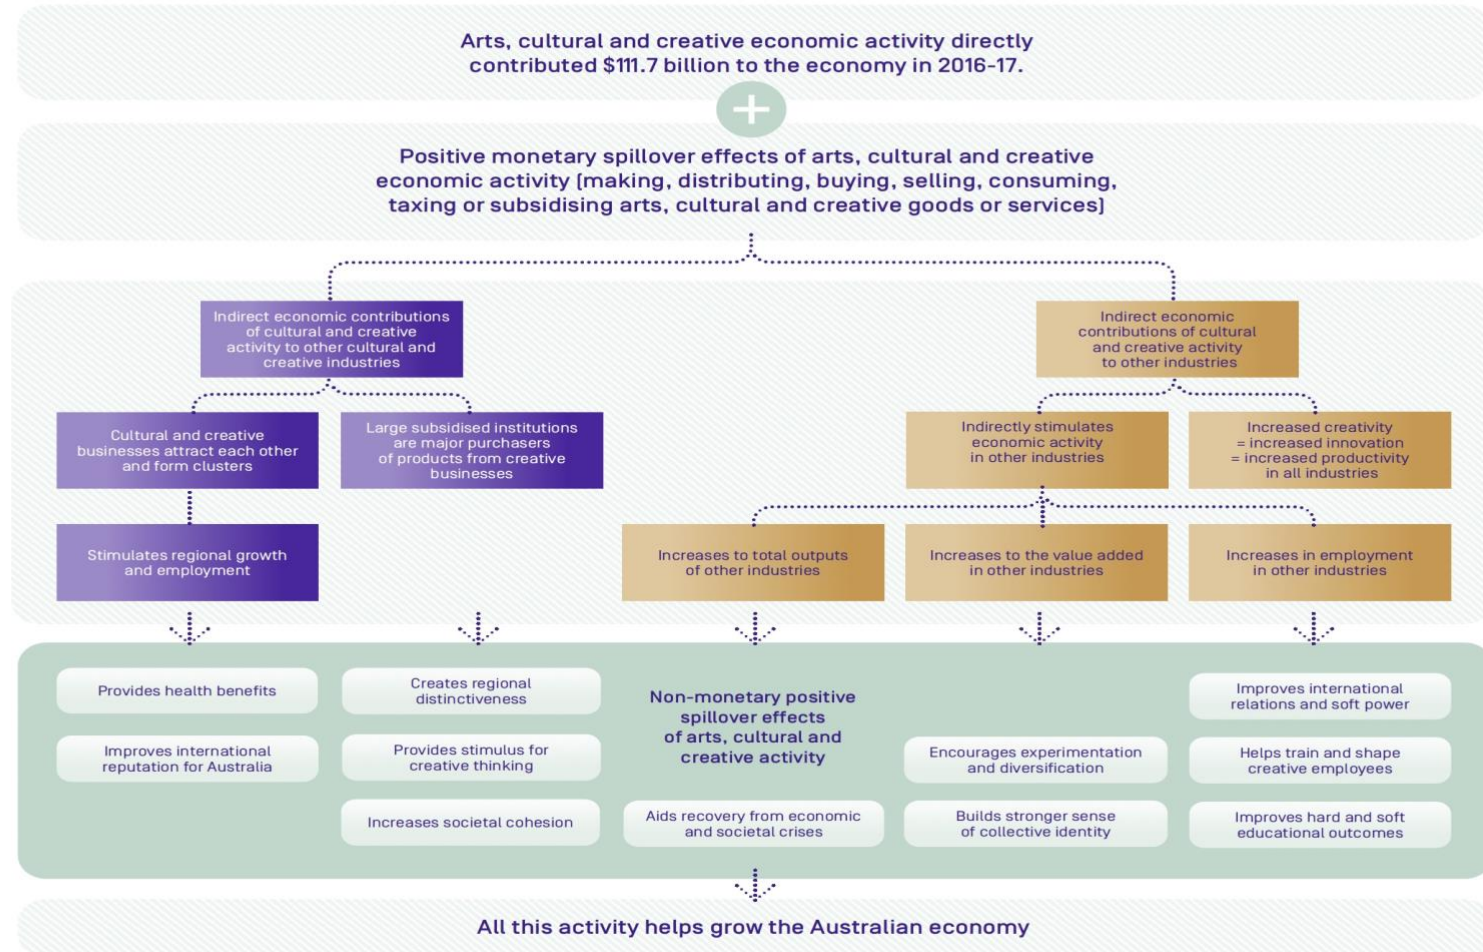 Arts, cultural and creative economic activity directly
contributed $111.7 billion to the economy in 2016-17.
+
Positive monetary spillover effects of arts, cultural and creative
economic activity (making, distributing, buying, selling, consuming,
taxing or subsidising arts, cultural and creative goods or services)
Indirect economic contributions
of cultural and creative
activity to other cultural and
creative industries
Indirect economic
contributions of cultural
and creative activity
to other industries
Cultural and creative
businesses attract each other
and form clusters
Large subsidised institutions
are major purchasers
of products from creative
businesses
Indirectly stimulates
economic activity
in other industries
Increased creativity
= increased innovation
= increased productivity
in all industries
Stimulates regional growth
and employment
Increases to total outputs
of other industries
Increases to the value added
in other industries
Increases in employment
in other industries
Provides health benefits
Improves international
reputation for Australia
Creates regional
distinctiveness
Provides stimulus for
creative thinking
Increases societal cohesion
Non-monetary positive
spillover effects
of arts, cultural and
creative activity
Aids recovery from economic
and societal crises
Encourages experimentation
and diversification
Builds stronger sense
of collective identity
Improves international
relations and soft power
Helps train and shape
creative employees
Improves hard and soft
educational outcomes
All this activity helps grow the Australian economy